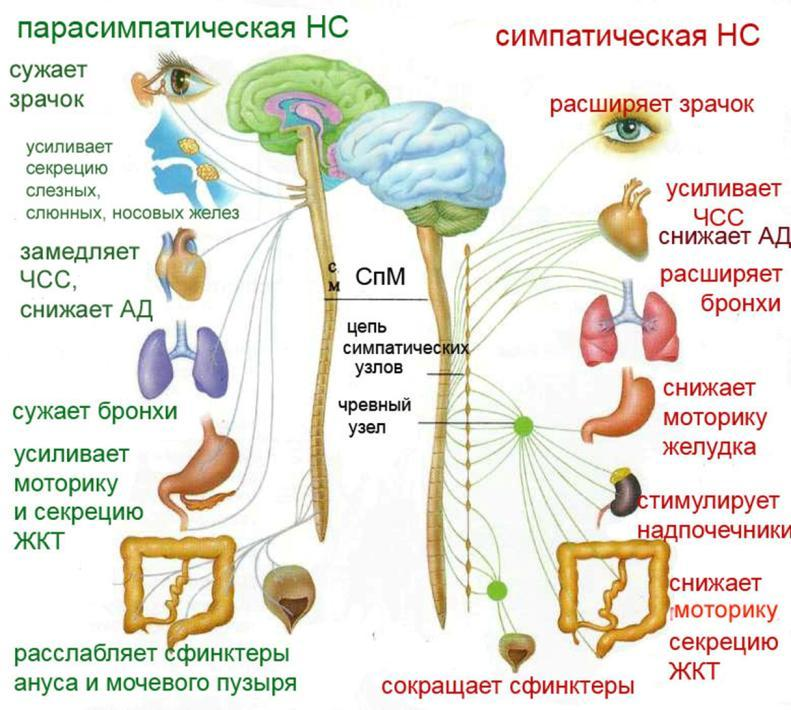 парасимпатическая НС
сужает
зрачок
усиливает
секрецию
слезных,
слюнных, носовых желез
замедляет
ЧСС,
снижает АД
сужает бронхи
усиливает
моторику
и секрецию
ЖКТ
расслабляет сфинктеры
ануса и мочевого пузыря
с
м
СпМ
цепь
симпатических
узлов
чревный
узел
симпатическая НС
расширяет зрачок
усиливает
ЧСС
снижает АД
расширяет
бронхи
снижает
моторику
желудка
стимулирует
надпочечники
снижает
моторику
секрецию
ЖКТ
сокращает сфинктеры